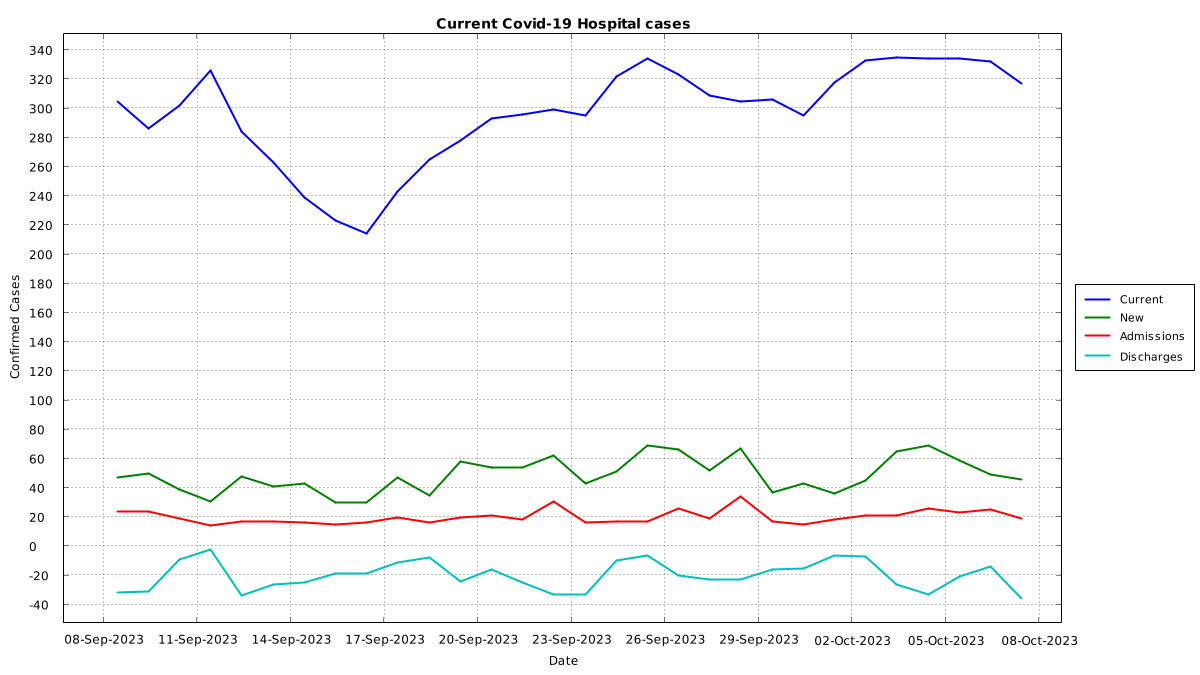 Current Covid-19 Hospital cases
340
320
300
280
260
240
220
200
180
160
140
120
100
80
60
40
20
0
-20
-40
Confirmed Cases
08-Sep-2023 11-Sep-2023 14-Sep-2023 17-Sep-2023 20-Sep-2023 23-Sep-2023 26-Sep-2023 29-Sep-2023 02-Oct-2023 05-Oct-2023 08-Oct-2023
Date
Current
New
Admissions
Discharges